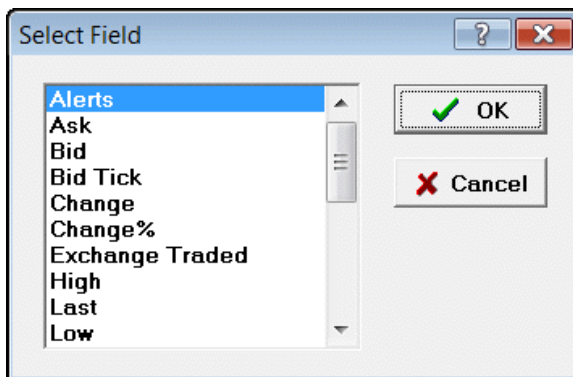 Select Field
?
Alerts
Ask
Bid
Bid Tick
Change
Change%
Exchange Traded
High
Last
Low
OK
Cancel